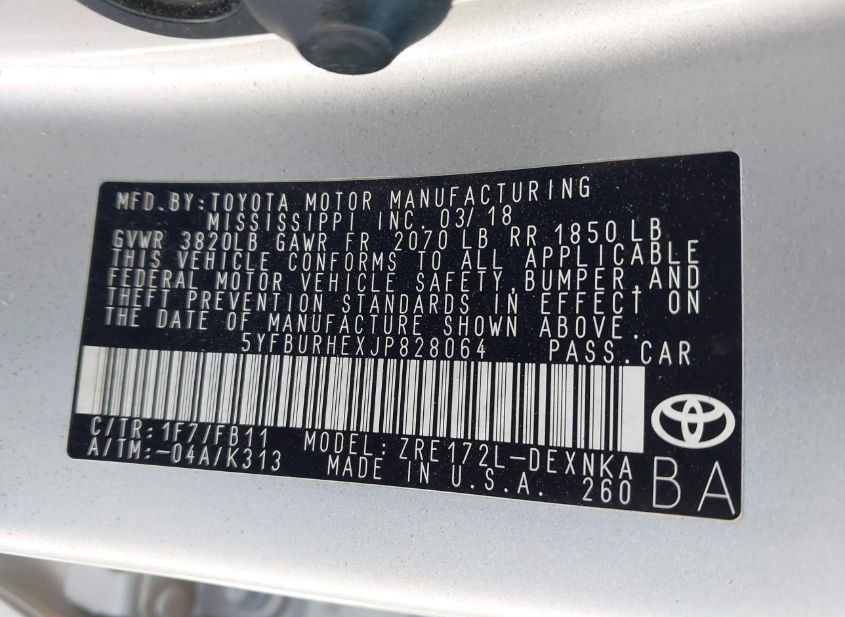 MFD.BY:TOYOTA MOTOR MANUFACTURING
MISSISSIPPI INC. 03/18
GVWR 3820LB GAWR FR 2070 LB RR 1850 LB
THIS VEHICLE CONFORMS TO ALL APPLICABLE
FEDERAL MOTOR VEHICLE SAFETY,BUMPER,AND
THEFT PREVENTION STANDARDS IN EFFECT ON
THE DATE OF MANUFACTURE SHOWN ABOVE.
5YFBURHEXJP828064 PASS.CAR
C/TR:1F7/FB11 MODEL:ZRE172L-DEXNKA
A/TM:-04A/K313 MADE IN U.S.A. 260
BA